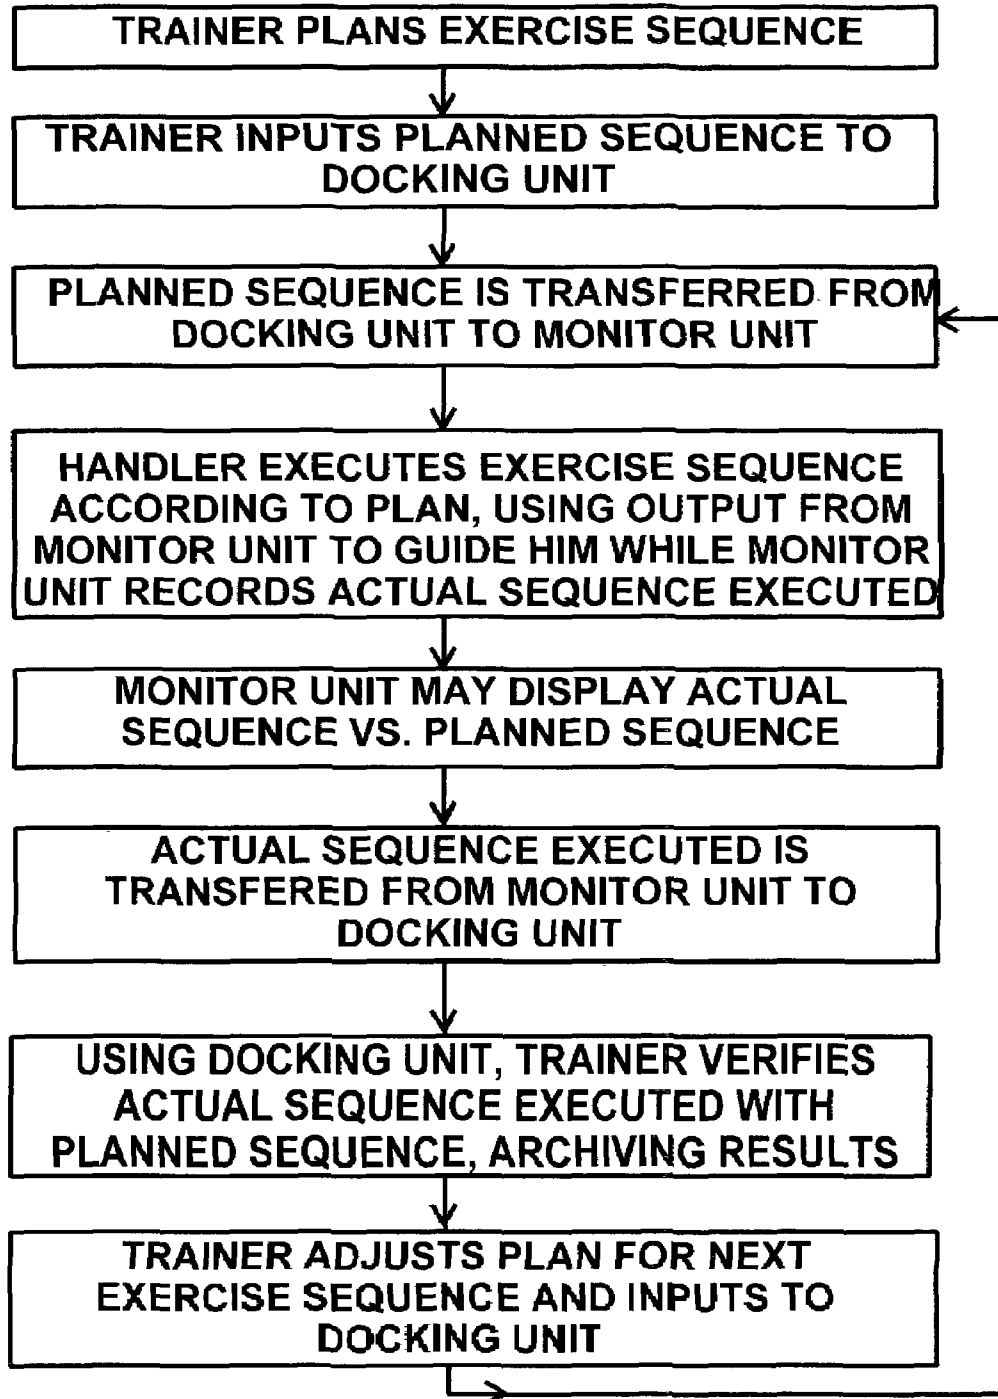 TRAINER PLANS EXERCISE SEQUENCE
TRAINER INPUTS PLANNED SEQUENCE TO
DOCKING UNIT
PLANNED SEQUENCE IS TRANSFERRED FROM
DOCKING UNIT TO MONITOR UNIT
HANDLER EXECUTES EXERCISE SEQUENCE
ACCORDING TO PLAN, USING OUTPUT FROM
MONITOR UNIT TO GUIDE HIM WHILE MONITOR
UNIT RECORDS ACTUAL SEQUENCE EXECUTED
MONITOR UNIT MAY DISPLAY ACTUAL
SEQUENCE VS. PLANNED SEQUENCE
ACTUAL SEQUENCE EXECUTED IS
TRANSFERED FROM MONITOR UNIT TO
DOCKING UNIT
USING DOCKING UNIT, TRAINER VERIFIES
ACTUAL SEQUENCE EXECUTED WITH
PLANNED SEQUENCE, ARCHIVING RESULTS
TRAINER ADJUSTS PLAN FOR NEXT
EXERCISE SEQUENCE AND INPUTS TO
DOCKING UNIT